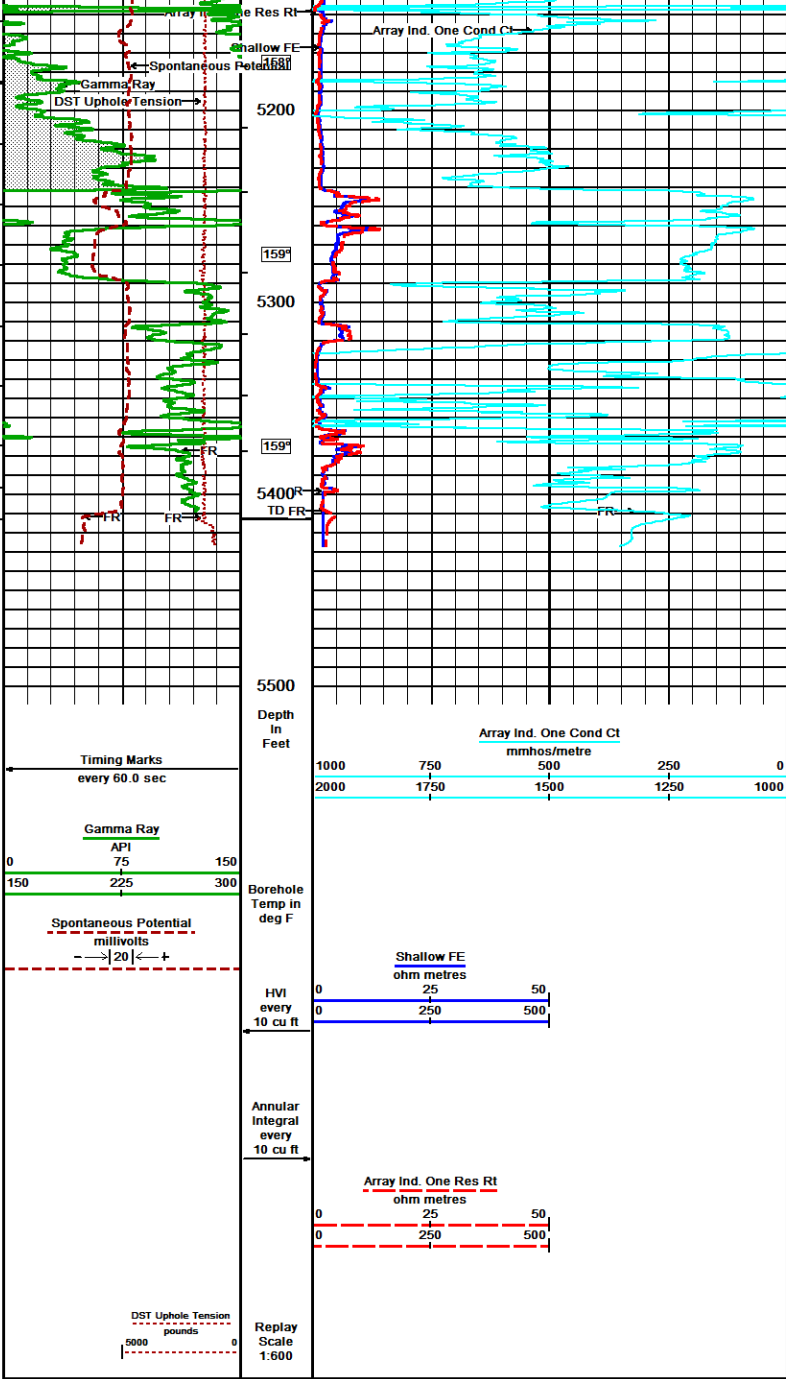 Array In e Res Rt
Array Ind. One Cond Ct
Shallow FE
Spontaneous Potential
159°
Gamma Ray
DST Uphole Tension
5200
159°
5300
159°
FR
5400
R
TD FR
FR
FR
FR
5500
Depth
In
Feet
Array Ind. One Cond Ct
mmhos/metre
1000 750 500 250 0
2000 1750 1500 1250 1000
Timing Marks
every 60.0 sec
Gamma Ray
API
0 75 150
150 225 300
Borehole
Temp in
deg F
Spontaneous Potential
millivolts
- 20 +
Shallow FE
ohm metres
0 25 50
0 250 500
HVI
every
10 cu ft
Annular
Integral
every
10 cu ft
Array Ind. One Res Rt
ohm metres
0 25 50
0 250 500
DST Uphole Tension
pounds
5000 0
Replay
Scale
1:600